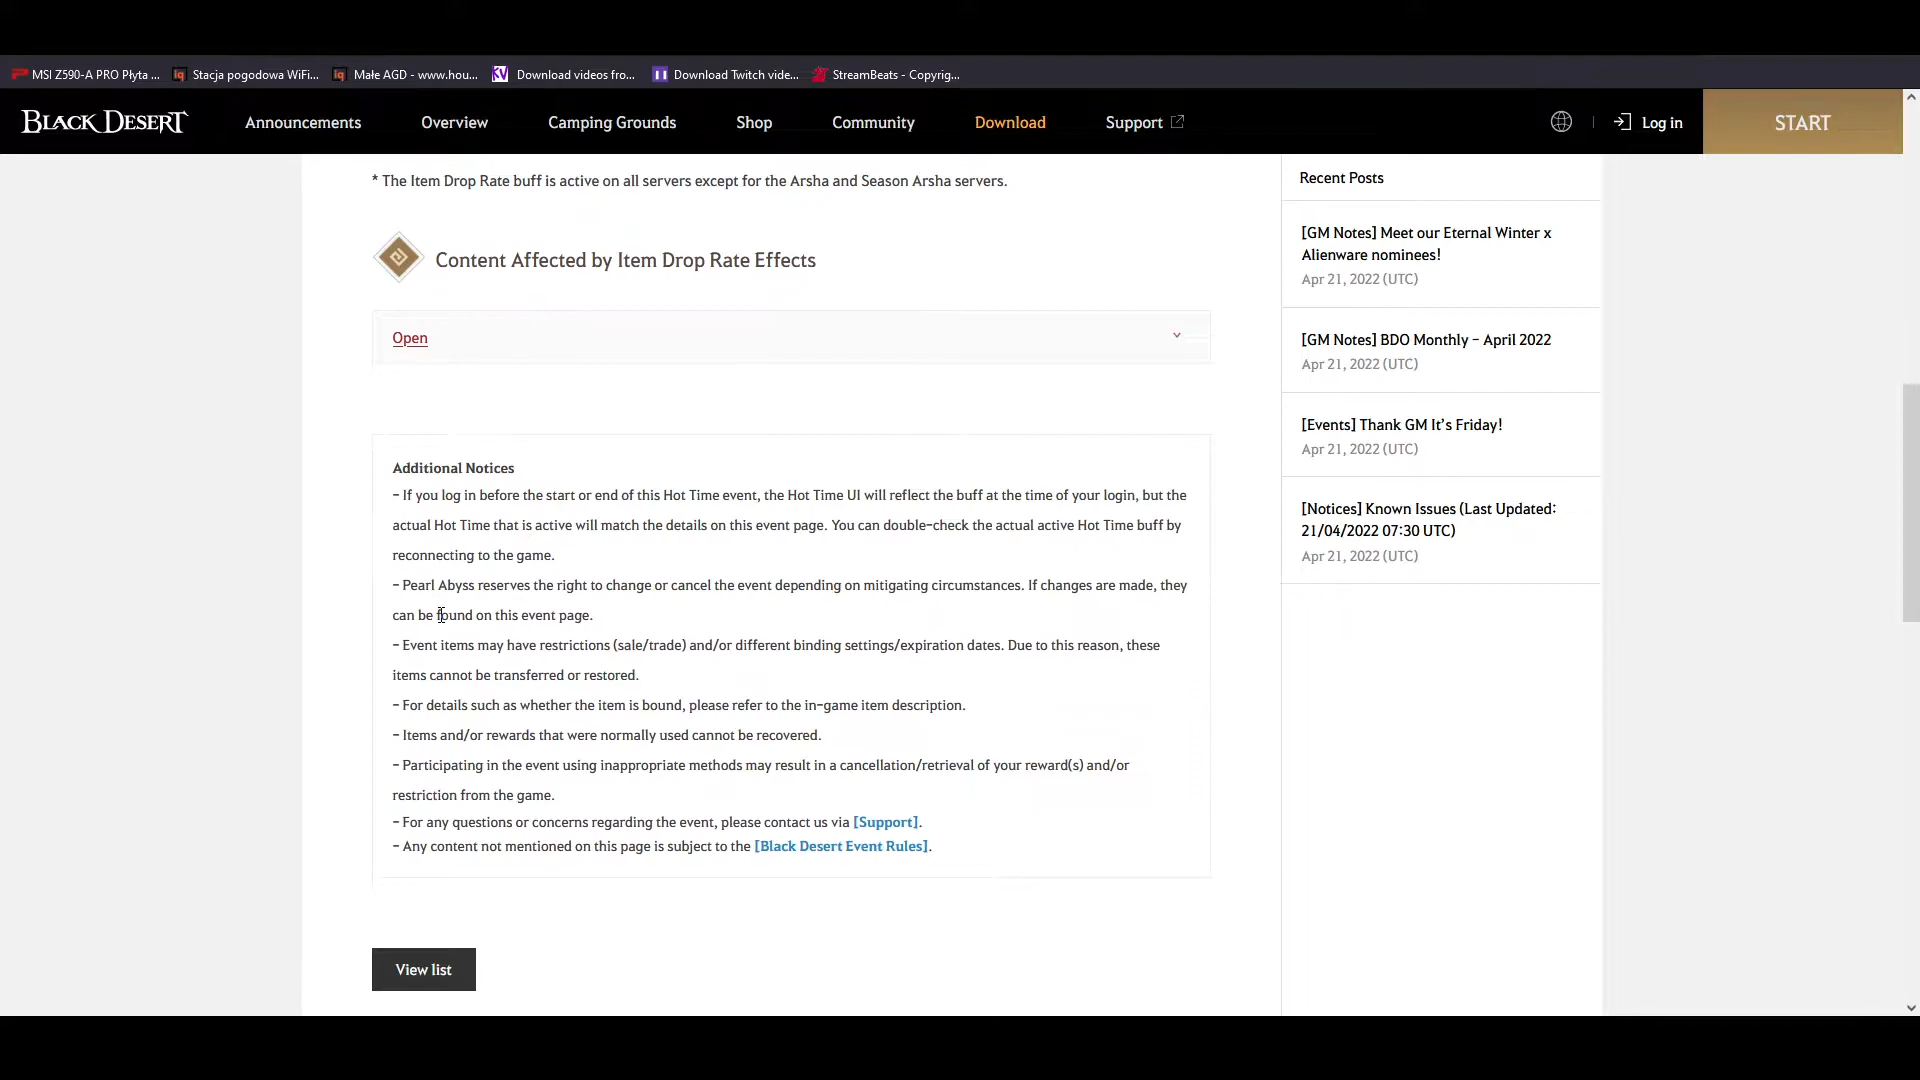 MSI Z590-A PRO Płyta ...
Stacja pogodowa WiFi...
Małe AGD - www.hou...
KV Download videos fro...
Download Twitch vide...
StreamBeats - Copyrig...
BLACK DESERT
Announcements
Overview
Camping Grounds
Shop
Community
Download
Support
Log in
START
* The Item Drop Rate buff is active on all servers except for the Arsha and Season Arsha servers.
Content Affected by Item Drop Rate Effects
Open
Additional Notices
- If you log in before the start or end of this Hot Time event, the Hot Time UI will reflect the buff at the time of your login, but the
actual Hot Time that is active will match the details on this event page. You can double-check the actual active Hot Time buff by
reconnecting to the game.
- Pearl Abyss reserves the right to change or cancel the event depending on mitigating circumstances. If changes are made, they
can be found on this event page.
- Event items may have restrictions (sale/trade) and/or different binding settings/expiration dates. Due to this reason, these
items cannot be transferred or restored.
- For details such as whether the item is bound, please refer to the in-game item description.
- Items and/or rewards that were normally used cannot be recovered.
- Participating in the event using inappropriate methods may result in a cancellation/retrieval of your reward(s) and/or
restriction from the game.
- For any questions or concerns regarding the event, please contact us via [Support].
- Any content not mentioned on this page is subject to the [Black Desert Event Rules].
View list
Recent Posts
[GM Notes] Meet our Eternal Winter x
Alienware nominees!
Apr 21, 2022 (UTC)
[GM Notes] BDO Monthly - April 2022
Apr 21, 2022 (UTC)
[Events] Thank GM It's Friday!
Apr 21, 2022 (UTC)
[Notices] Known Issues (Last Updated:
21/04/2022 07:30 UTC)
Apr 21, 2022 (UTC)